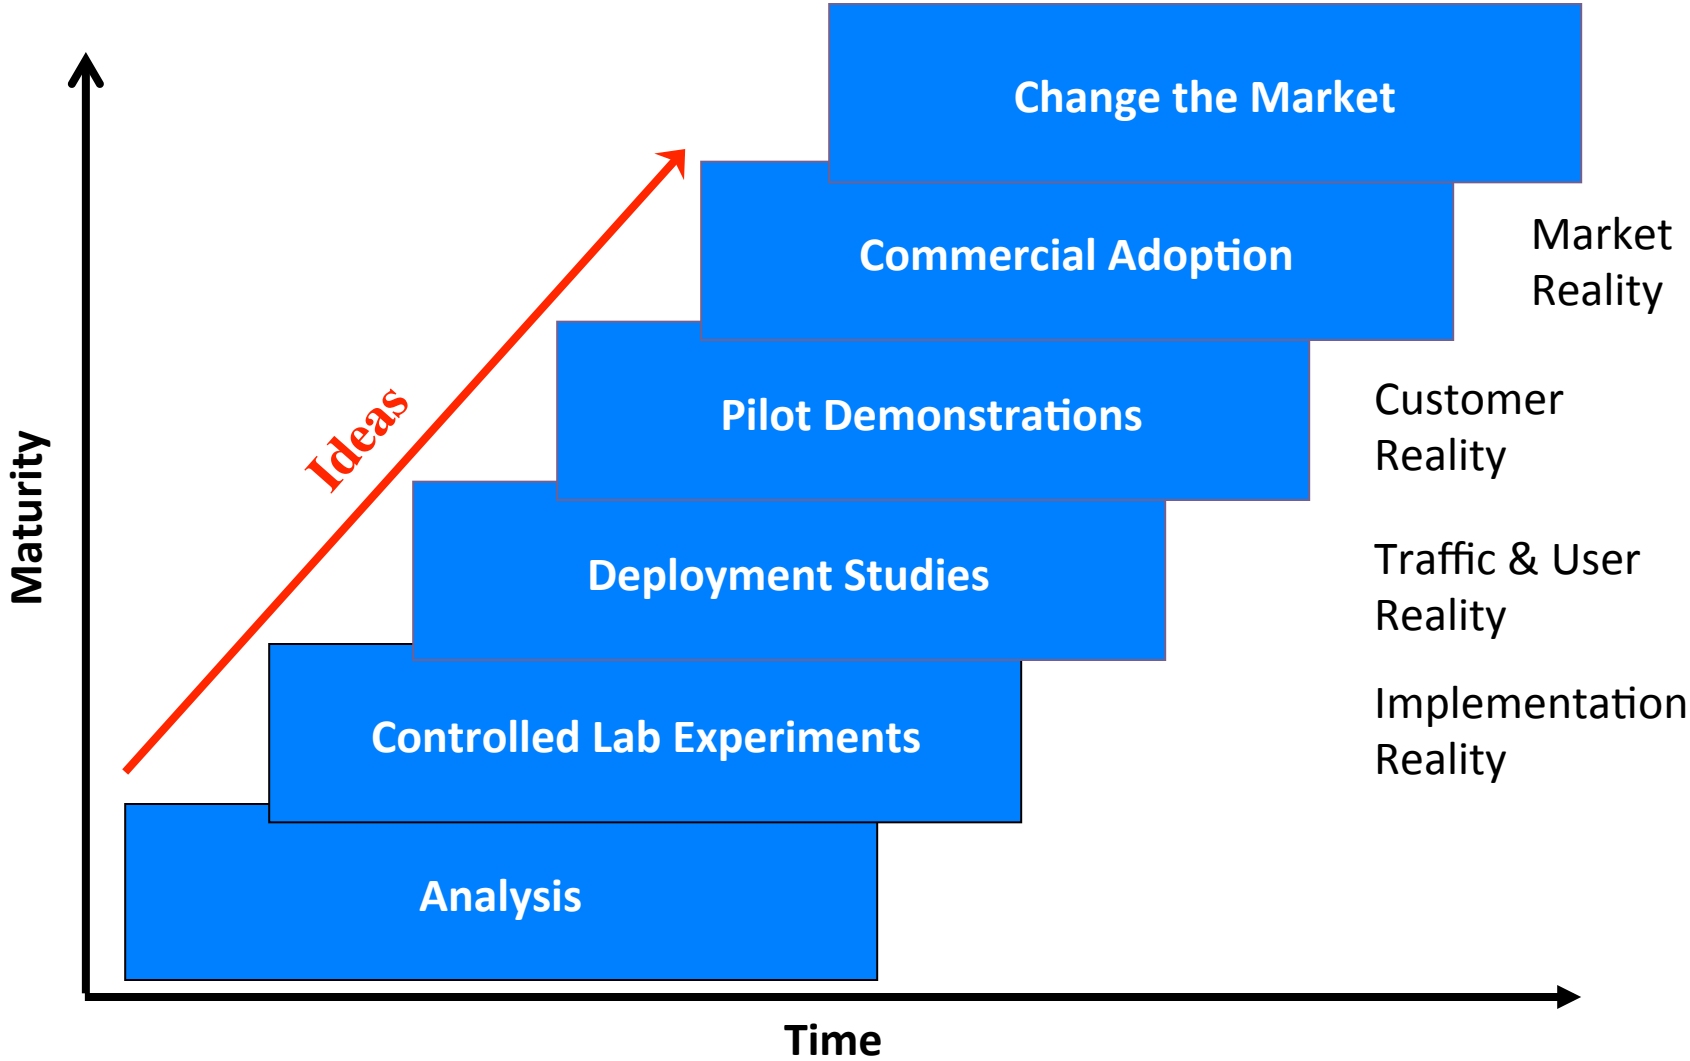 Change the Market
Commercial Adoption
Market
Reality
Pilot Demonstrations
Customer
Reality
Ideas
Maturity
Deployment Studies
Traffic & User
Reality
Controlled Lab Experiments
Implementation
Reality
Analysis
Time